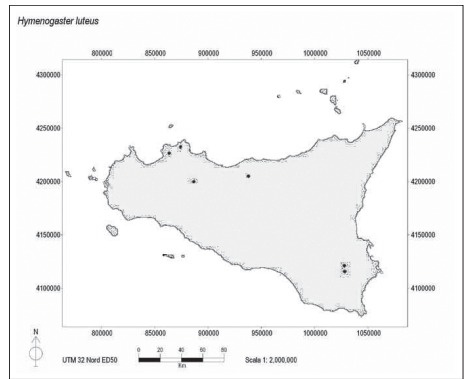 Hymenogaster luteus
800000 850000 900000 950000 1000000 1050000
4300000 4300000
4250000 4250000
4200000 4200000
4150000 4150000
4100000 4100000
800000 850000 900000 950000 1000000 1050000
N
UTM 32 Nord ED50
0 20 40 60 80
Km
Scala 1: 2,000,000